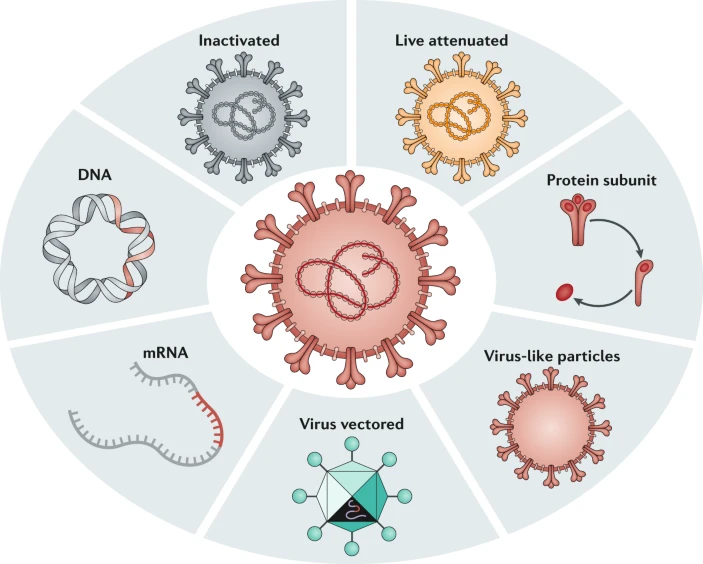 Inactivated
Live attenuated
DNA
Protein subunit
mRNA
Virus-like particles
Virus vectored